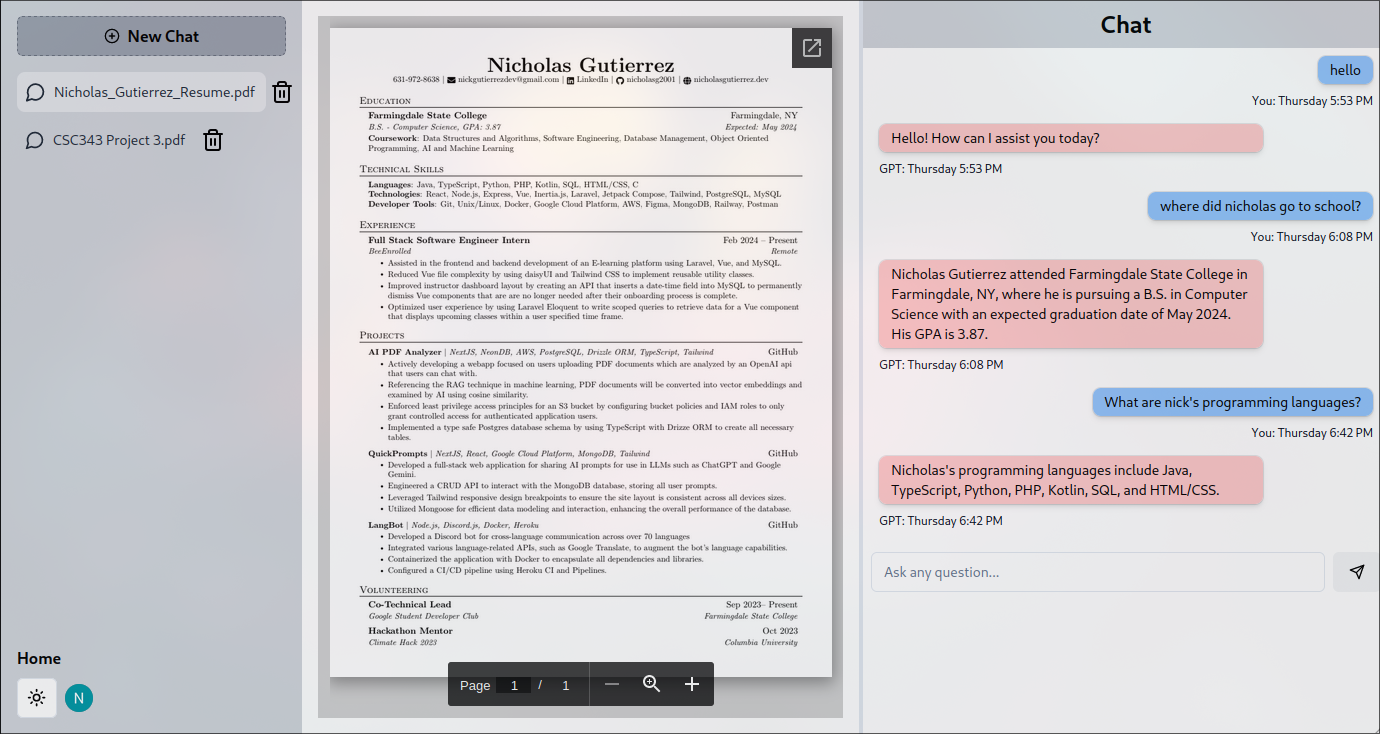 New Chat
Nicholas_Gutierrez_Resume.pdf
CSC343 Project 3.pdf
Home
N
Nicholas Gutierrez
631-972-8638 | nickgutierrezdev@gmail.com | LinkedIn | nicholasg2001 | nicholasgutierrez.dev
Education
Farmingdale State College Farmingdale, NY
B.S. - Computer Science, GPA: 3.87 Expected: May 2024
Coursework: Data Structures and Algorithms, Software Engineering, Database Management, Object Oriented
Programming, AI and Machine Learning
Technical Skills
Languages: Java, TypeScript, Python, PHP, Kotlin, SQL, HTML/CSS, C
Technologies: React, Node.js, Express, Vue, Inertia.js, Laravel, Jetpack Compose, Tailwind, PostgreSQL, MySQL
Developer Tools: Git, Unix/Linux, Docker, Google Cloud Platform, AWS, Figma, MongoDB, Railway, Postman
Experience
Full Stack Software Engineer Intern Feb 2024 – Present
BeeEnrolled Remote
• Assisted in the frontend and backend development of an E-learning platform using Laravel, Vue, and MySQL.
• Reduced Vue file complexity by using daisyUI and Tailwind CSS to implement reusable utility classes.
• Improved instructor dashboard layout by creating an API that inserts a date-time field into MySQL to permanently
dismiss Vue components that are are no longer needed after their onboarding process is complete.
• Optimized user experience by using Laravel Eloquent to write scoped queries to retrieve data for a Vue component
that displays upcoming classes within a user specified time frame.
Projects
AI PDF Analyzer | NextJS, NeonDB, AWS, PostgreSQL, Drizzle ORM, TypeScript, Tailwind GitHub
• Actively developing a webapp focused on users uploading PDF documents which are analyzed by an OpenAI api
that users can chat with.
• Referencing the RAG technique in machine learning, PDF documents will be converted into vector embeddings and
examined by AI using cosine similarity.
• Enforced least privilege access principles for an S3 bucket by configuring bucket policies and IAM roles to only
grant controlled access for authenticated application users.
• Implemented a type safe Postgres database schema by using TypeScript with Drizze ORM to create all necessary
tables.
QuickPrompts | NextJS, React, Google Cloud Platform, MongoDB, Tailwind GitHub
• Developed a full-stack web application for sharing AI prompts for use in LLMs such as ChatGPT and Google
Gemini.
• Engineered a CRUD API to interact with the MongoDB database, storing all user prompts.
• Leveraged Tailwind responsive design breakpoints to ensure the site layout is consistent across all devices sizes.
• Utilized Mongoose for efficient data modeling and interaction, enhancing the overall performance of the database.
LangBot | Node.js, Discord.js, Docker, Heroku GitHub
• Developed a Discord bot for cross-language communication across over 70 languages
• Integrated various language-related APIs, such as Google Translate, to augment the bot's language capabilities.
• Containerized the application with Docker to encapsulate all dependencies and libraries.
• Configured a CI/CD pipeline using Heroku CI and Pipelines.
Volunteering
Co-Technical Lead Sep 2023– Present
Google Student Developer Club Farmingdale State College
Hackathon Mentor Oct 2023
Climate Hack 2023 Columbia University
Page 1 / 1
Chat
hello
You: Thursday 5:53 PM
Hello! How can I assist you today?
GPT: Thursday 5:53 PM
where did nicholas go to school?
You: Thursday 6:08 PM
Nicholas Gutierrez attended Farmingdale State College in
Farmingdale, NY, where he is pursuing a B.S. in Computer
Science with an expected graduation date of May 2024.
His GPA is 3.87.
GPT: Thursday 6:08 PM
What are nick's programming languages?
You: Thursday 6:42 PM
Nicholas's programming languages include Java,
TypeScript, Python, PHP, Kotlin, SQL, and HTML/CSS.
GPT: Thursday 6:42 PM
Ask any question...